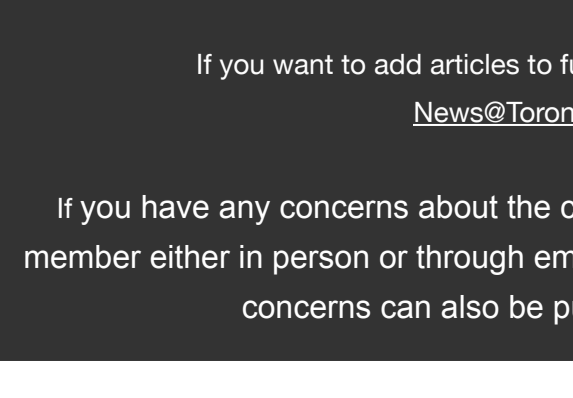 If you want to add articles to fu
News@Toron
If you have any concerns about the c
member either in person or through em
concerns can also be pu